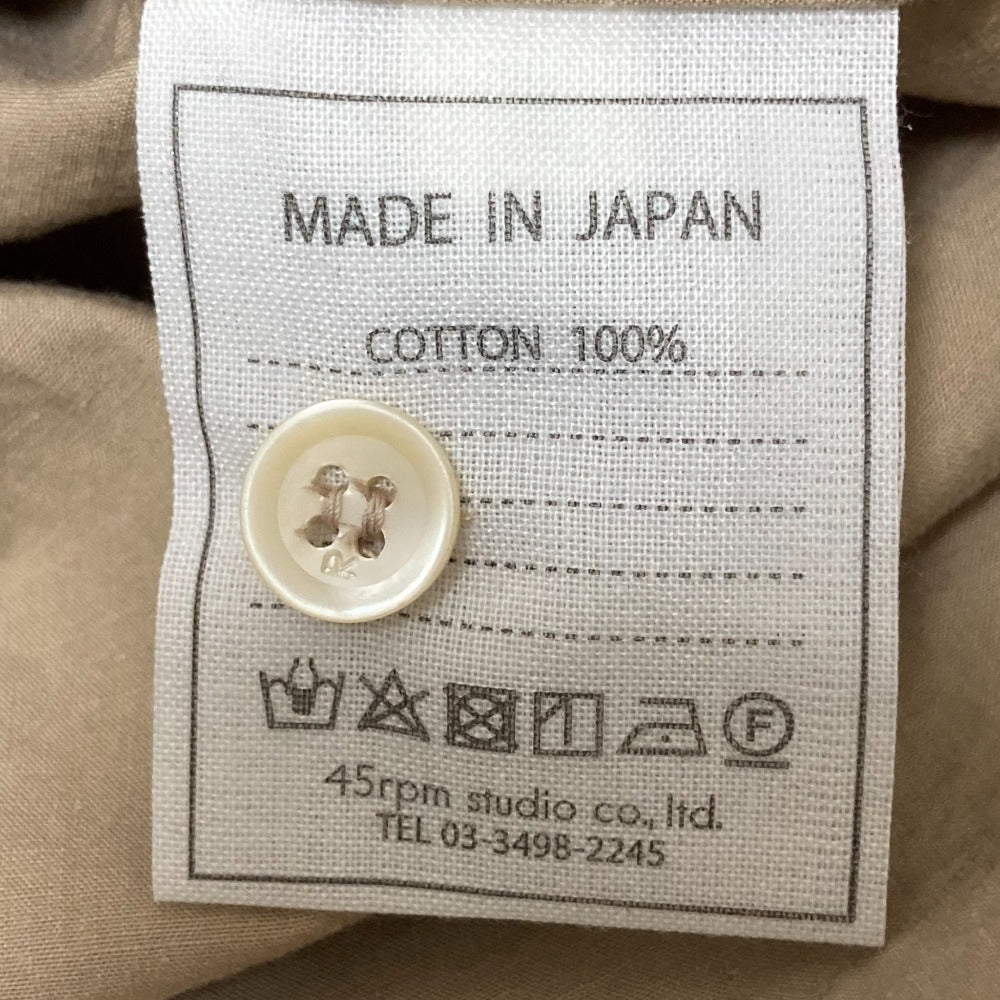 MADE IN JAPAN
COTTON 100%
R
F
45rpm studio co., ltd.
TEL 03-3498-2245